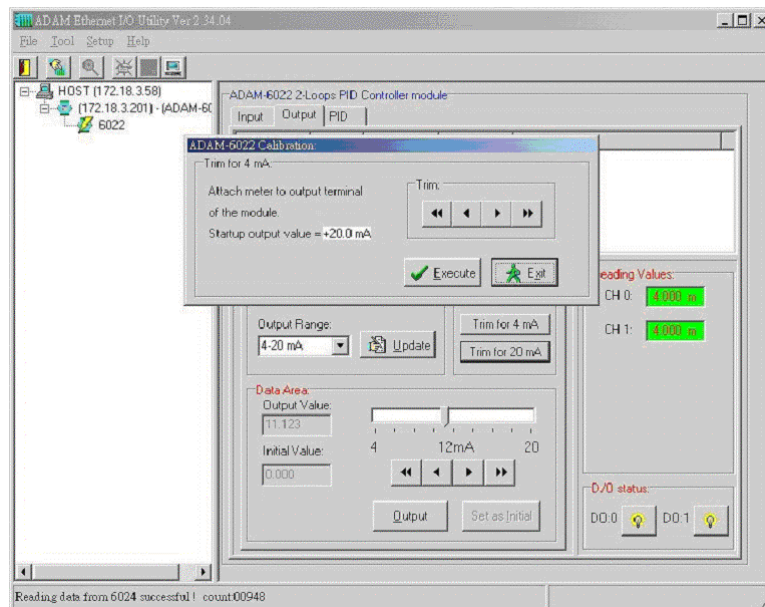 ADAM Ethernet I/O Utility Ver 2.34.04
File Tool Setup Help
HOST (172.18.3.58)
(172.18.3.201) - (ADAM-60
6022
ADAM-6022 2-Loops PID Controller module
Input Output PID
ADAM-6022 Calibration:
Trim for 4 mA:
Attach meter to output terminal
of the module.
Startup output value = +20.0 mA
Trim:
Execute
Exit
Output Range:
4-20 mA
Update
Trim for 4 mA
Trim for 20 mA
eading Values:
CH 0: 4.000 m
CH 1: 4.000 m
Data Area:
Output Value:
11.123
Initial Value:
0.000
4 12mA 20
Output
Set as Initial
D/O status:
DO:0 DO:1
Reading data from 6024 successful ! count:00948